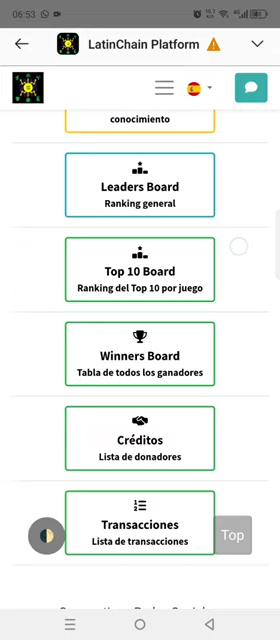 06:53
LatinChain Platform
conocimiento
Leaders Board
Ranking general
Top 10 Board
Ranking del Top 10 por juego
Winners Board
Tabla de todos los ganadores
Créditos
Lista de donadores
Transacciones
Lista de transacciones
Top